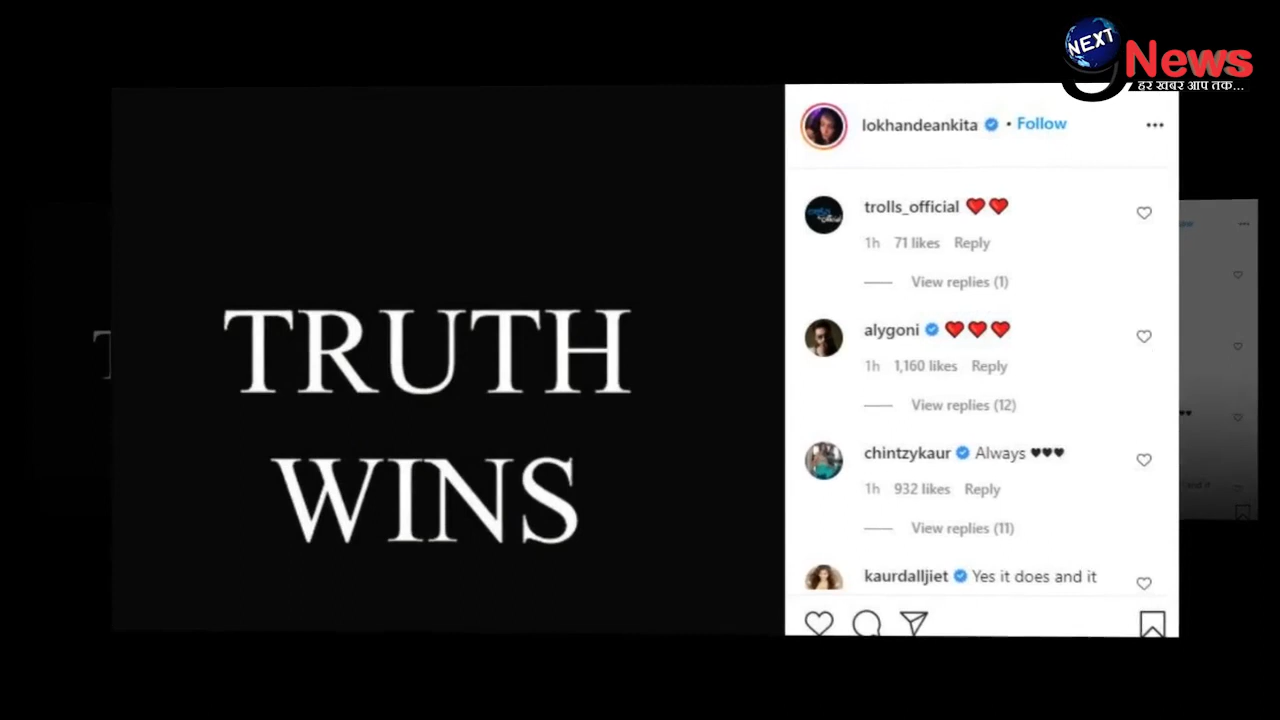 NEXT
News
हर खबर आप तक...
TRUTH
WINS
lokhandeankita • Follow
trolls_official ❤️❤️
1h 71 likes Reply
View replies (1)
alygoni ❤️❤️❤️
1h 1,160 likes Reply
View replies (12)
chintzykaur Always ♥♥♥
1h 932 likes Reply
View replies (11)
kaurdalljiet Yes it does and it